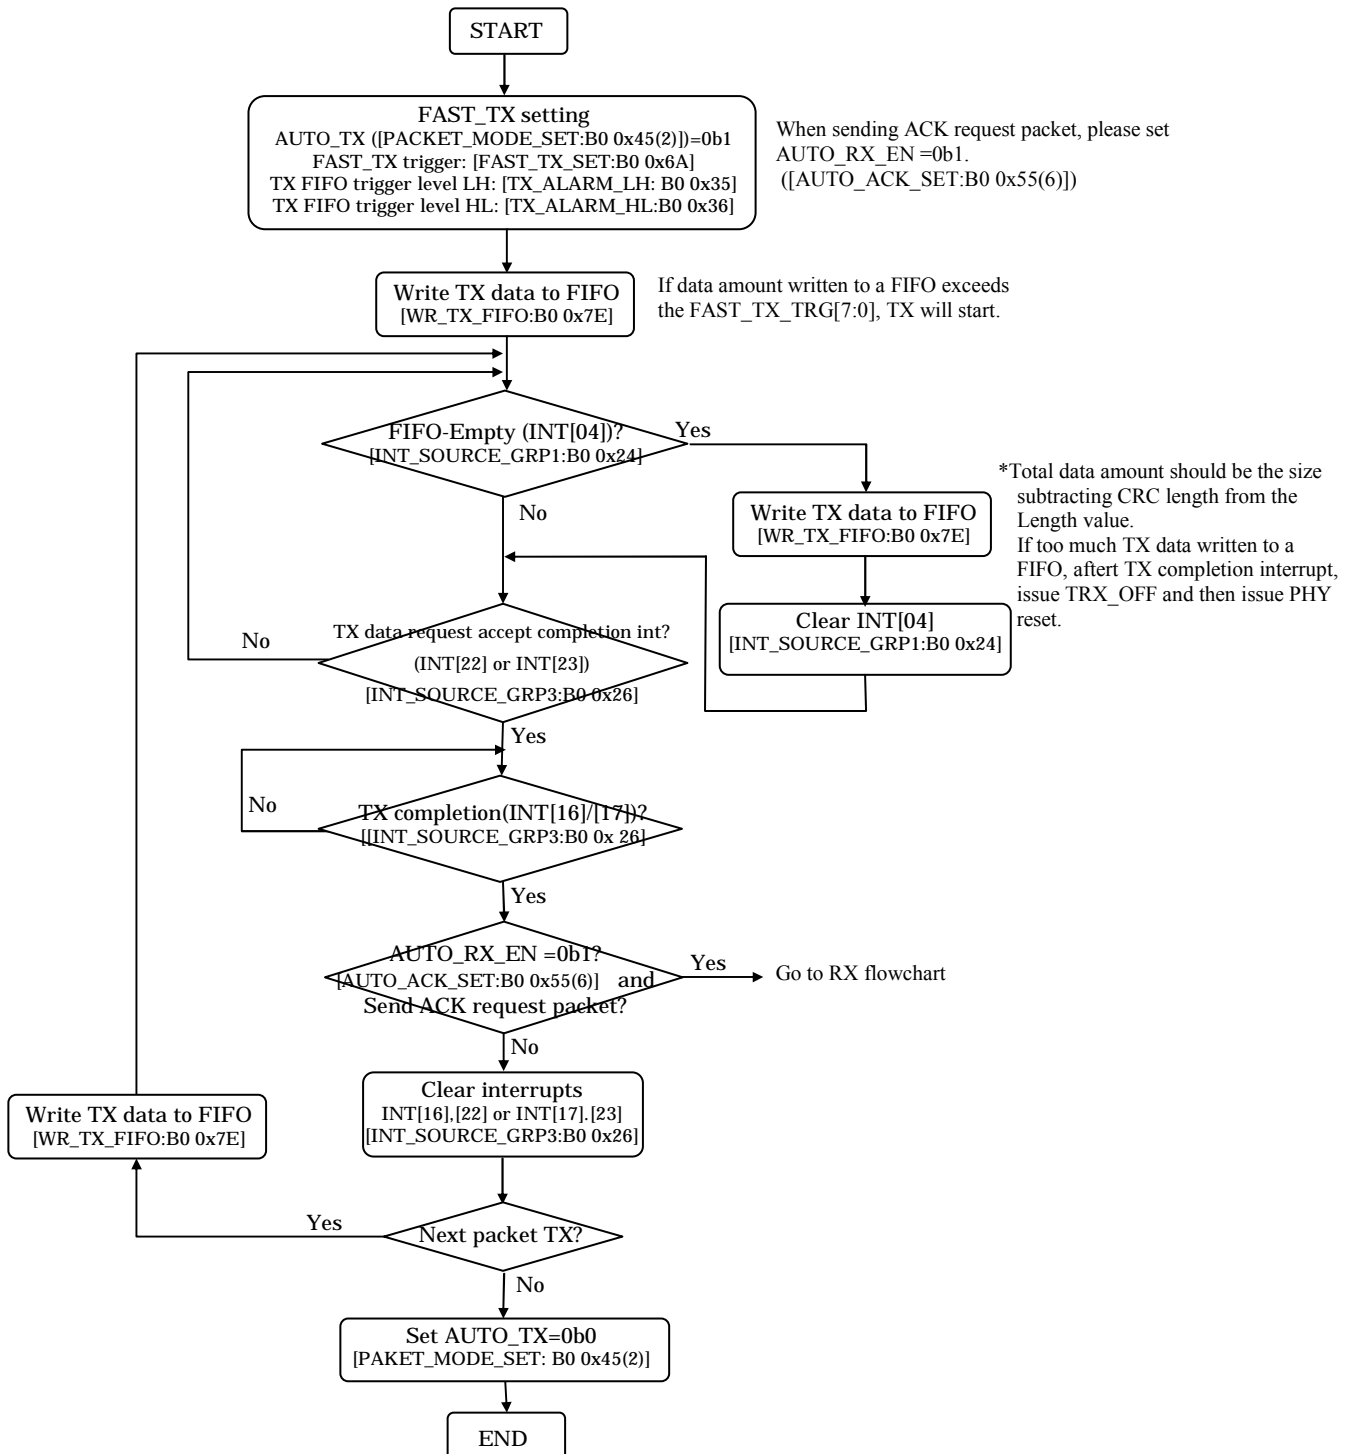 START
FAST_TX setting
AUTO_TX ([PACKET_MODE_SET:B0 0x45(2)])=0b1
FAST_TX trigger: [FAST_TX_SET:B0 0x6A]
TX FIFO trigger level LH: [TX_ALARM_LH: B0 0x35]
TX FIFO trigger level HL: [TX_ALARM_HL:B0 0x36]
When sending ACK request packet, please set
AUTO_RX_EN =0b1.
([AUTO_ACK_SET:B0 0x55(6)])
Write TX data to FIFO
[WR_TX_FIFO:B0 0x7E]
If data amount written to a FIFO exceeds
the FAST_TX_TRG[7:0], TX will start.
FIFO-Empty (INT[04])?
[INT_SOURCE_GRP1:B0 0x24]
Yes
No
Write TX data to FIFO
[WR_TX_FIFO:B0 0x7E]
Clear INT[04]
[INT_SOURCE_GRP1:B0 0x24]
*Total data amount should be the size
subtracting CRC length from the
Length value.
If too much TX data written to a
FIFO, aftert TX completion interrupt,
issue TRX_OFF and then issue PHY
reset.
TX data request accept completion int?
(INT[22] or INT[23])
[INT_SOURCE_GRP3:B0 0x26]
No
Yes
TX completion(INT[16]/[17])?
[[INT_SOURCE_GRP3:B0 0x 26]
No
Yes
AUTO_RX_EN =0b1?
[AUTO_ACK_SET:B0 0x55(6)] and
Send ACK request packet?
Yes
Go to RX flowchart
No
Clear interrupts
INT[16],[22] or INT[17].[23]
[INT_SOURCE_GRP3:B0 0x26]
Write TX data to FIFO
[WR_TX_FIFO:B0 0x7E]
Yes
Next packet TX?
No
Set AUTO_TX=0b0
[PAKET_MODE_SET: B0 0x45(2)]
END